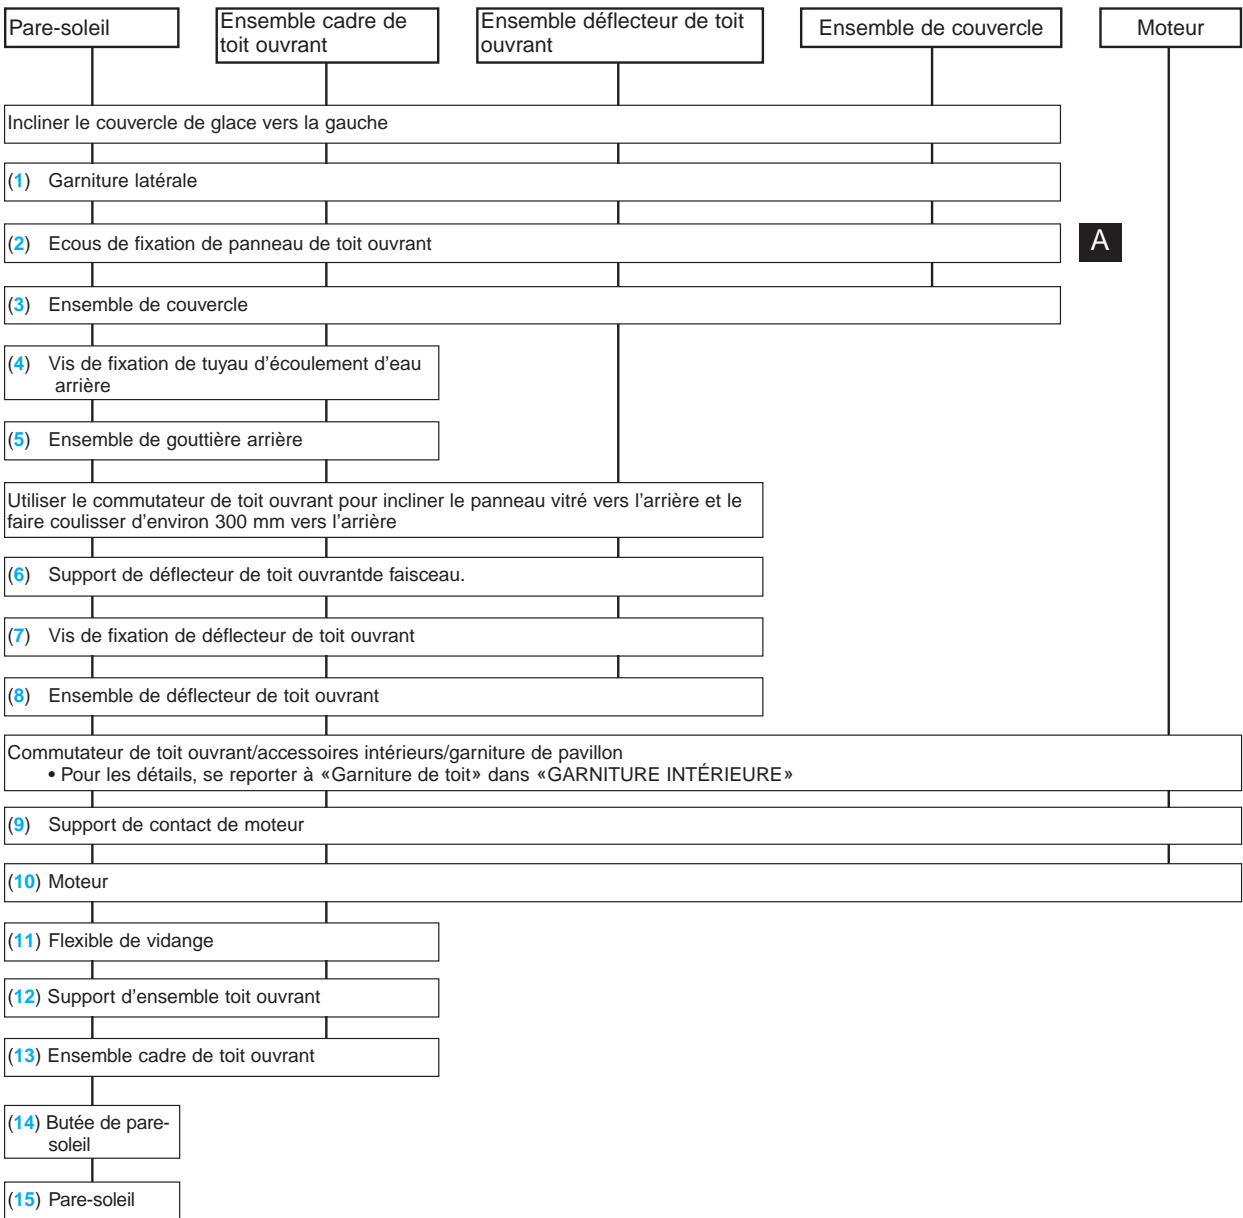 Pare-soleil
Ensemble cadre de
toit ouvrant
Ensemble déflecteur de toit
ouvrant
Ensemble de couvercle
Moteur
Incliner le couvercle de glace vers la gauche
(1) Garniture latérale
(2) Ecous de fixation de panneau de toit ouvrant
A
(3) Ensemble de couvercle
(4) Vis de fixation de tuyau d’écoulement d’eau
arrière
(5) Ensemble de gouttière arrière
Utiliser le commutateur de toit ouvrant pour incliner le panneau vitré vers l’arrière et le
faire coulisser d’environ 300 mm vers l’arrière
(6) Support de déflecteur de toit ouvrantde faisceau.
(7) Vis de fixation de déflecteur de toit ouvrant
(8) Ensemble de déflecteur de toit ouvrant
Commutateur de toit ouvrant/accessoires intérieurs/garniture de pavillon
• Pour les détails, se reporter à «Garniture de toit» dans «GARNITURE INTÉRIEURE»
(9) Support de contact de moteur
(10) Moteur
(11) Flexible de vidange
(12) Support d’ensemble toit ouvrant
(13) Ensemble cadre de toit ouvrant
(14) Butée de pare-
soleil
(15) Pare-soleil